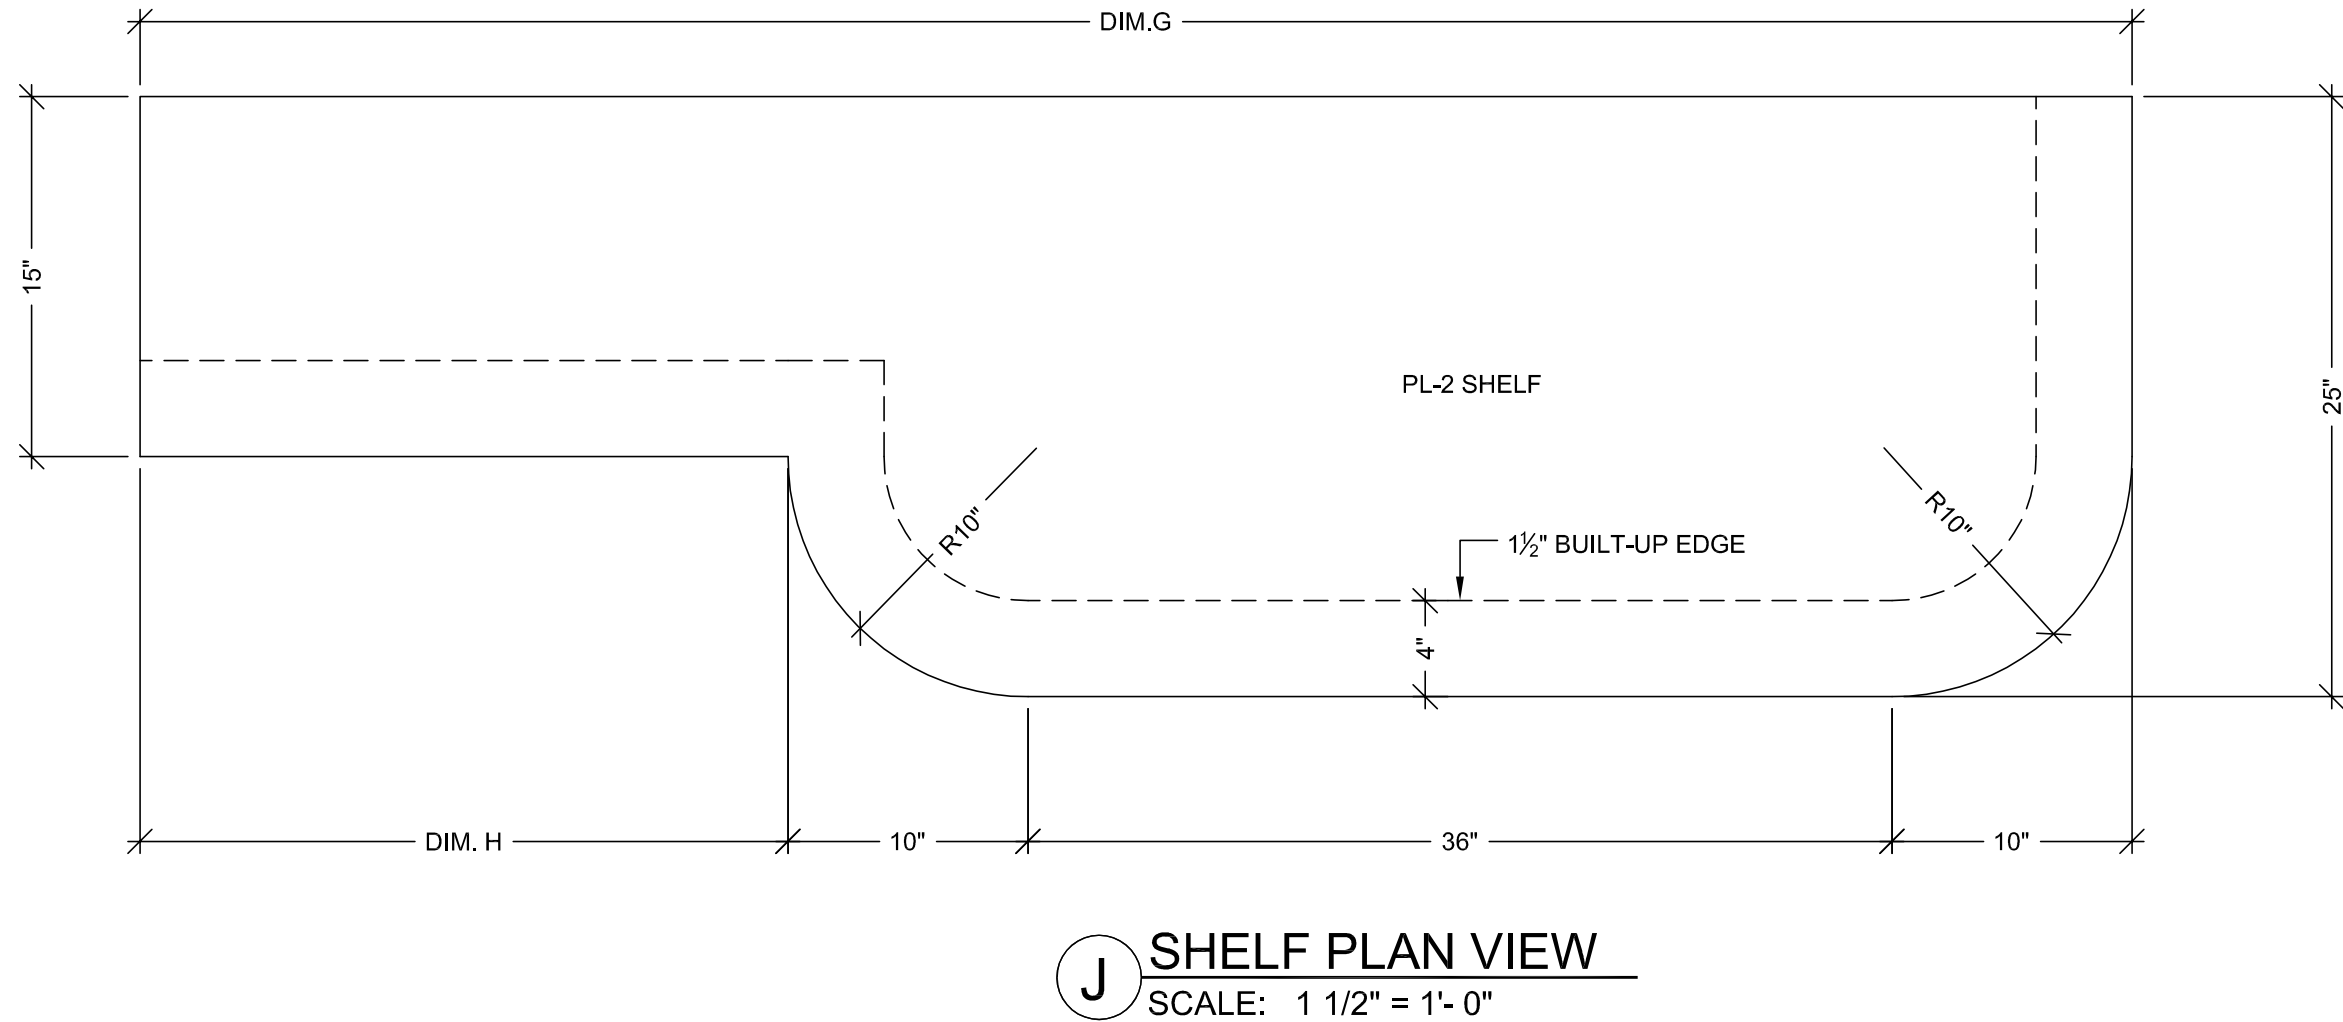 DIM.G
15"
25"
PL-2 SHELF
R10"
R10"
1½" BUILT-UP EDGE
4"
DIM. H
10"
36"
10"
J
SHELF PLAN VIEW
SCALE: 1 1/2" = 1'- 0"